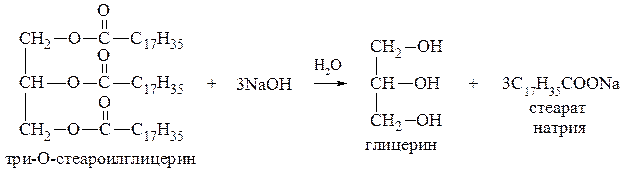 O
CH2—O—C—C17H35
O
CH—O—C—C17H35 + 3NaOH H2O CH2—OH CH—OH CH2—OH + 3C17H35COONa
O
CH2—O—C—C17H35
три-О-стеароилглицерин
глицерин
стеарат
натрия